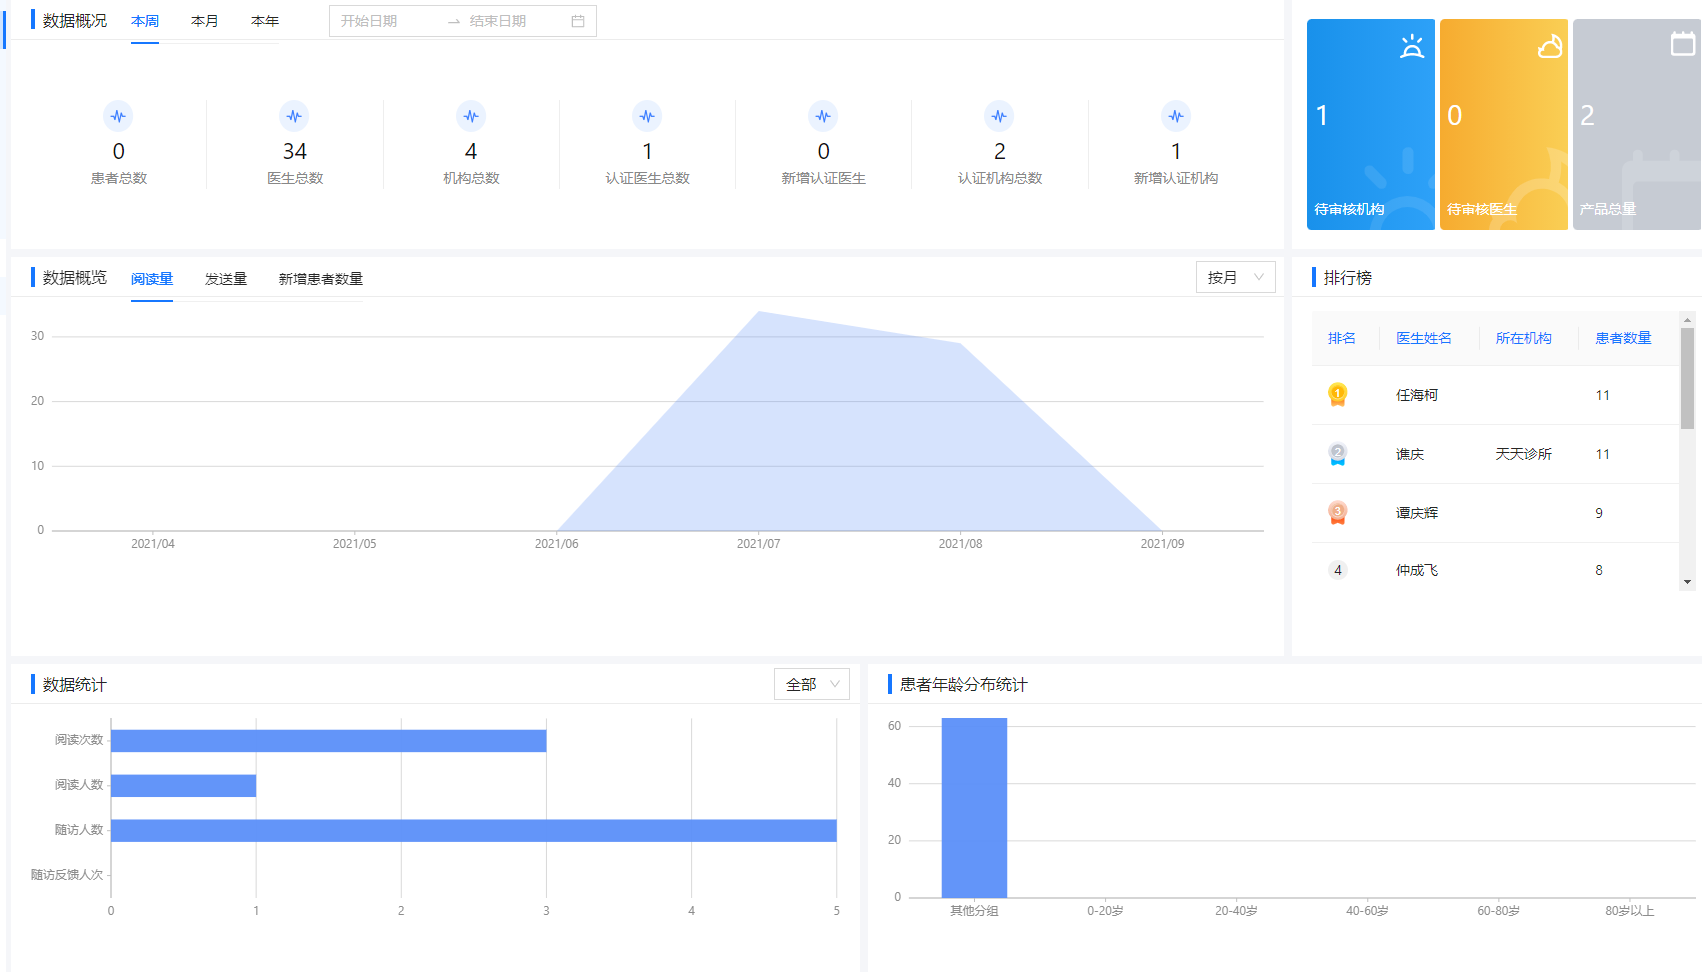 数据概况 本周 本月 本年 开始日期 → 结束日期
0 34 4 1 0 2 1
患者总数 医生总数 机构总数 认证医生总数 新增认证医生 认证机构总数 新增认证机构
1 0 2
待审核机构 待审核医生 产品总量
数据概览 阅读量 发送量 新增患者数量 按月
30
20
10
0
2021/04 2021/05 2021/06 2021/07 2021/08 2021/09
排行榜
排名 医生姓名 所在机构 患者数量
1 任海柯 11
2 谯庆 天天诊所 11
3 谭庆辉 9
4 仲成飞 8
数据统计 全部
阅读次数
阅读人数
随访人数
随访反馈人次
0 1 2 3 4 5
患者年龄分布统计
60
40
20
0
其他分组 0-20岁 20-40岁 40-60岁 60-80岁 80岁以上